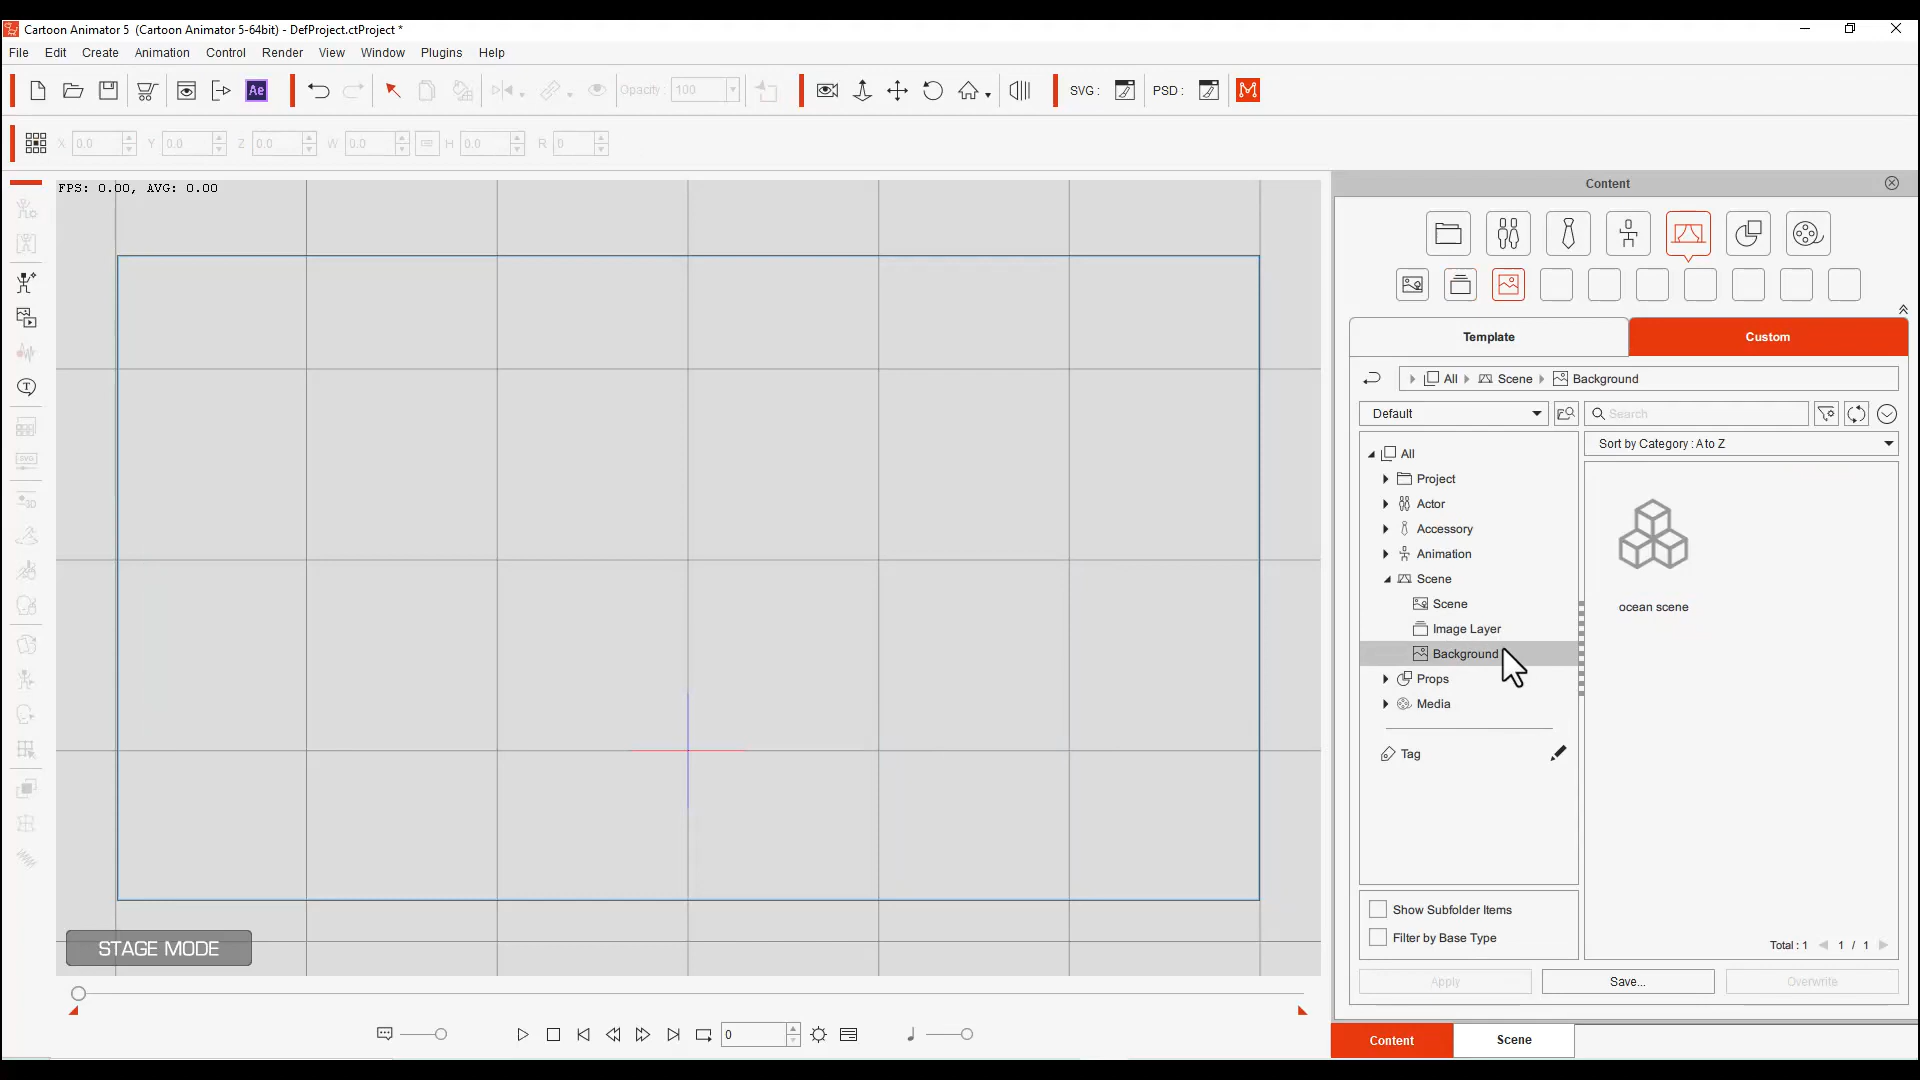 Cartoon Animator 5  (Cartoon Animator 5-64bit) - DefProject.ctProject *
File Edit Create Animation Control Render View Window Plugins Help
Ae Opacity : 100 SVG : PSD :
X 0.0 Y 0.0 Z 0.0 W 0.0 H 0.0 R 0
FPS: 0.00, AVG: 0.00
Content
Template Custom
All Scene Background
Default Search
Sort by Category : A to Z
All
Project
Actor
Accessory
Animation
Scene
Scene
Image Layer
Background
Props
Media
Tag
ocean scene
Show Subfolder Items
Filter by Base Type
Total : 1 1 / 1
Apply Save... Overwrite
STAGE MODE
0
Content Scene